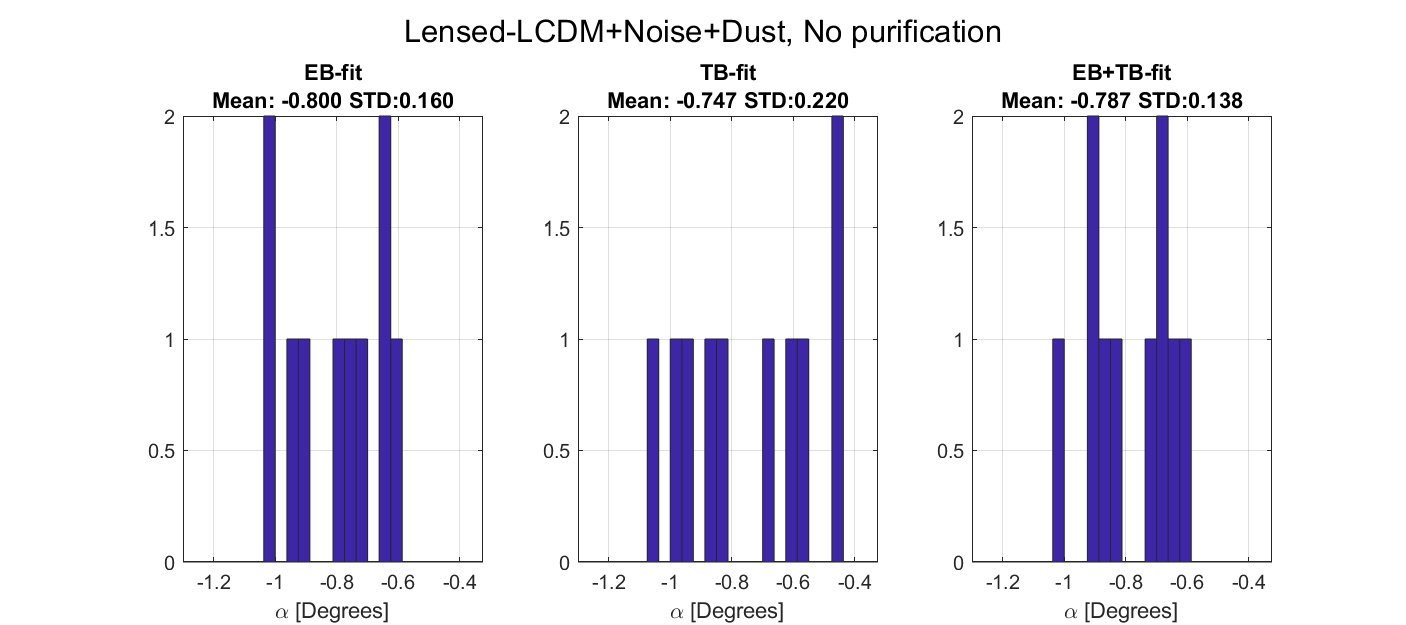 Lensed-LCDM+Noise+Dust, No purification
EB-fit
Mean: -0.800 STD:0.160
2
1.5
1
0.5
0
-1.2 -1 -0.8 -0.6 -0.4
α [Degrees]
TB-fit
Mean: -0.747 STD:0.220
2
1.5
1
0.5
0
-1.2 -1 -0.8 -0.6 -0.4
α [Degrees]
EB+TB-fit
Mean: -0.787 STD:0.138
2
1.5
1
0.5
0
-1.2 -1 -0.8 -0.6 -0.4
α [Degrees]